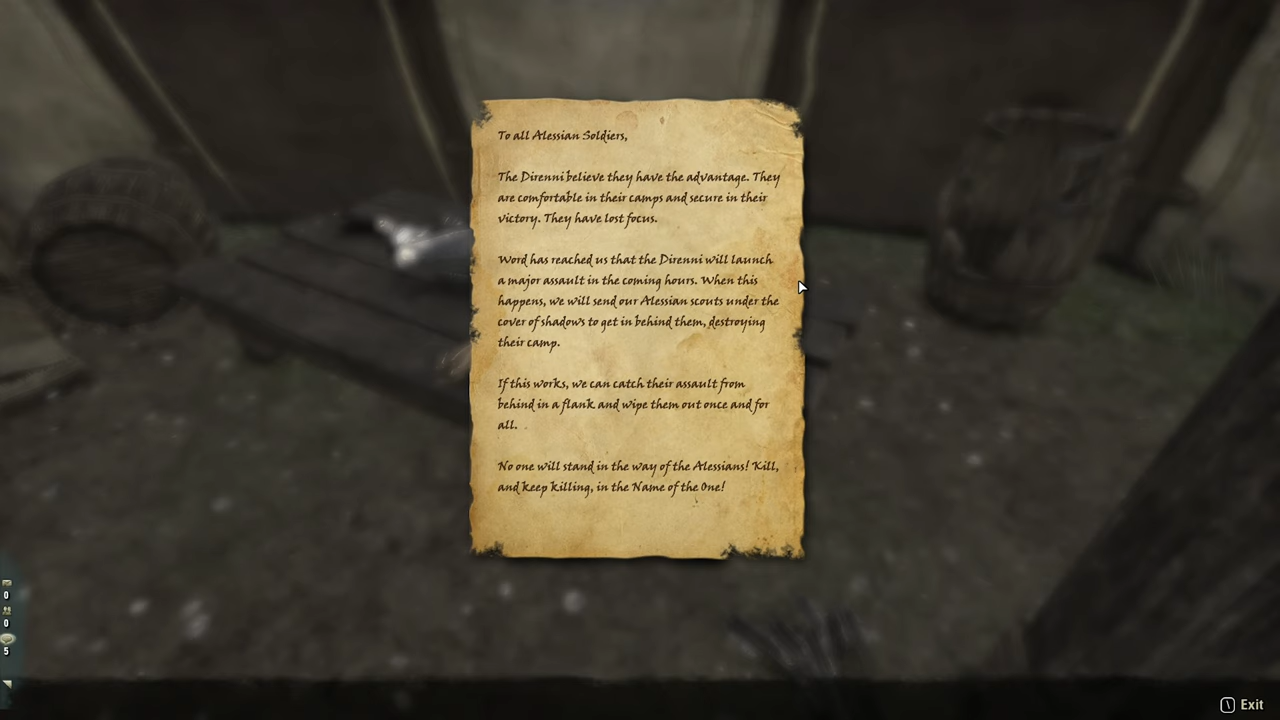 To all Alessian Soldiers,
The Direnni believe they have the advantage. They
are comfortable in their camps and secure in their
victory. They have lost focus.
Word has reached us that the Direnni will launch
a major assault in the coming hours. When this
happens, we will send our Alessian scouts under the
cover of shadows to get in behind them, destroying
their camp.
If this works, we can catch their assault from
behind in a flank and wipe them out once and for
all.
No one will stand in the way of the Alessians! Kill,
and keep killing, in the Name of the One!
0
0
5
\ Exit